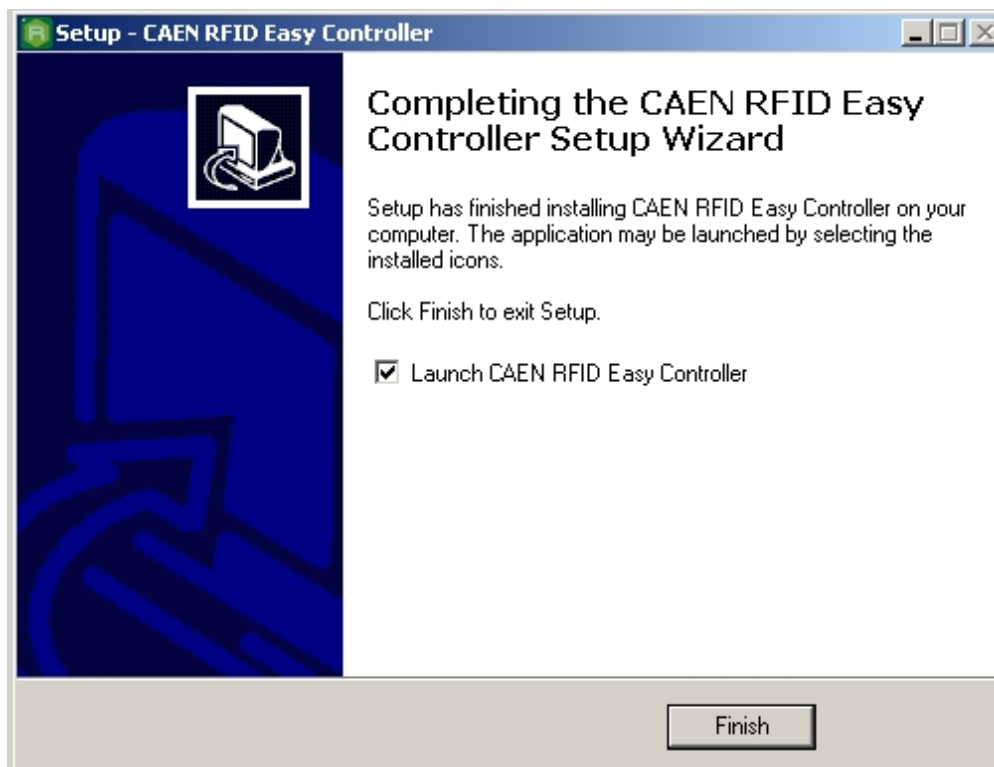 Setup - CAEN RFID Easy Controller
Completing the CAEN RFID Easy
Controller Setup Wizard
Setup has finished installing CAEN RFID Easy Controller on your
computer. The application may be launched by selecting the
installed icons.
Click Finish to exit Setup.
Launch CAEN RFID Easy Controller
Finish